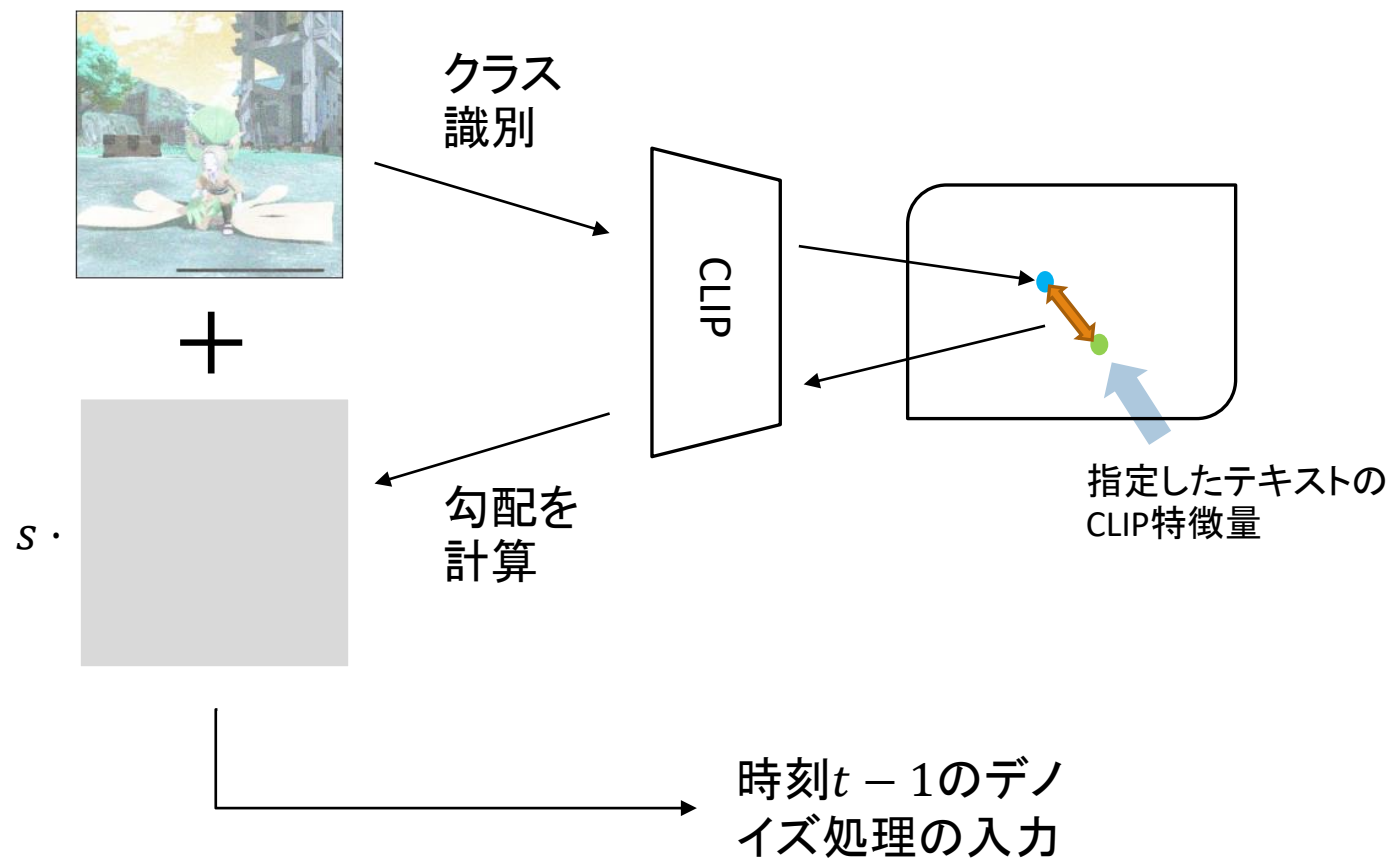 クラス
識別
CLIP
指定したテキストの
CLIP特徴量
s ·
勾配を
計算
時刻t − 1のデノ
イズ処理の入力